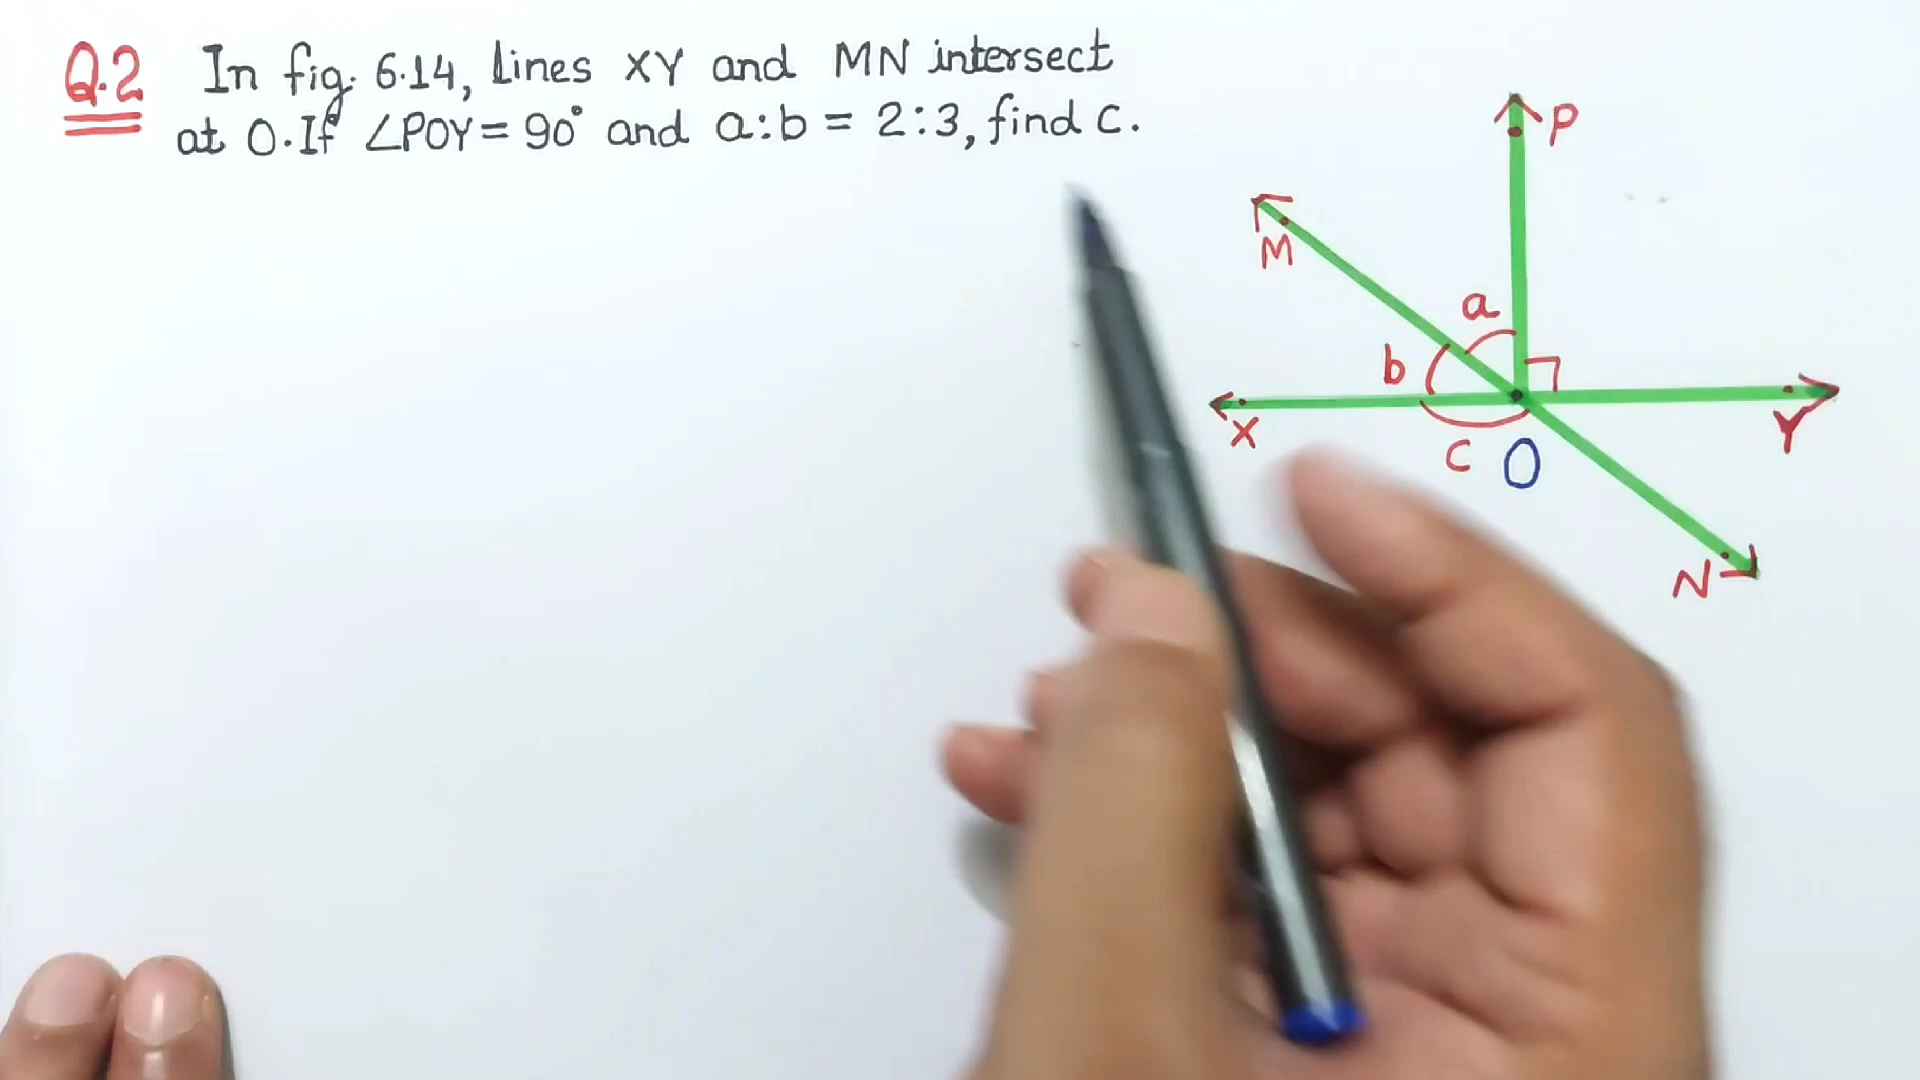 Q.2 In fig. 6.14, Lines XY and MN intersect
at O. If ∠POY = 90° and a:b = 2:3, find c.
P
M
a
b
X
Y
c
O
N